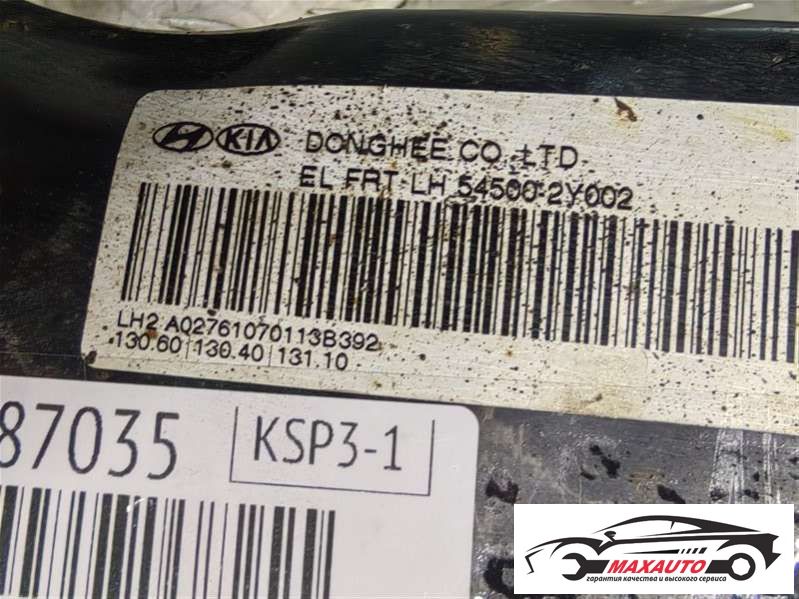 KIA DONGHEE CO., LTD.
EL FRT LH 54500-2Y002
LH2 A02761070113B392
130.60 | 130.40 | 131.10
87035
KSP3-1
MAXAUTO
гарантия качества и высокого сервиса